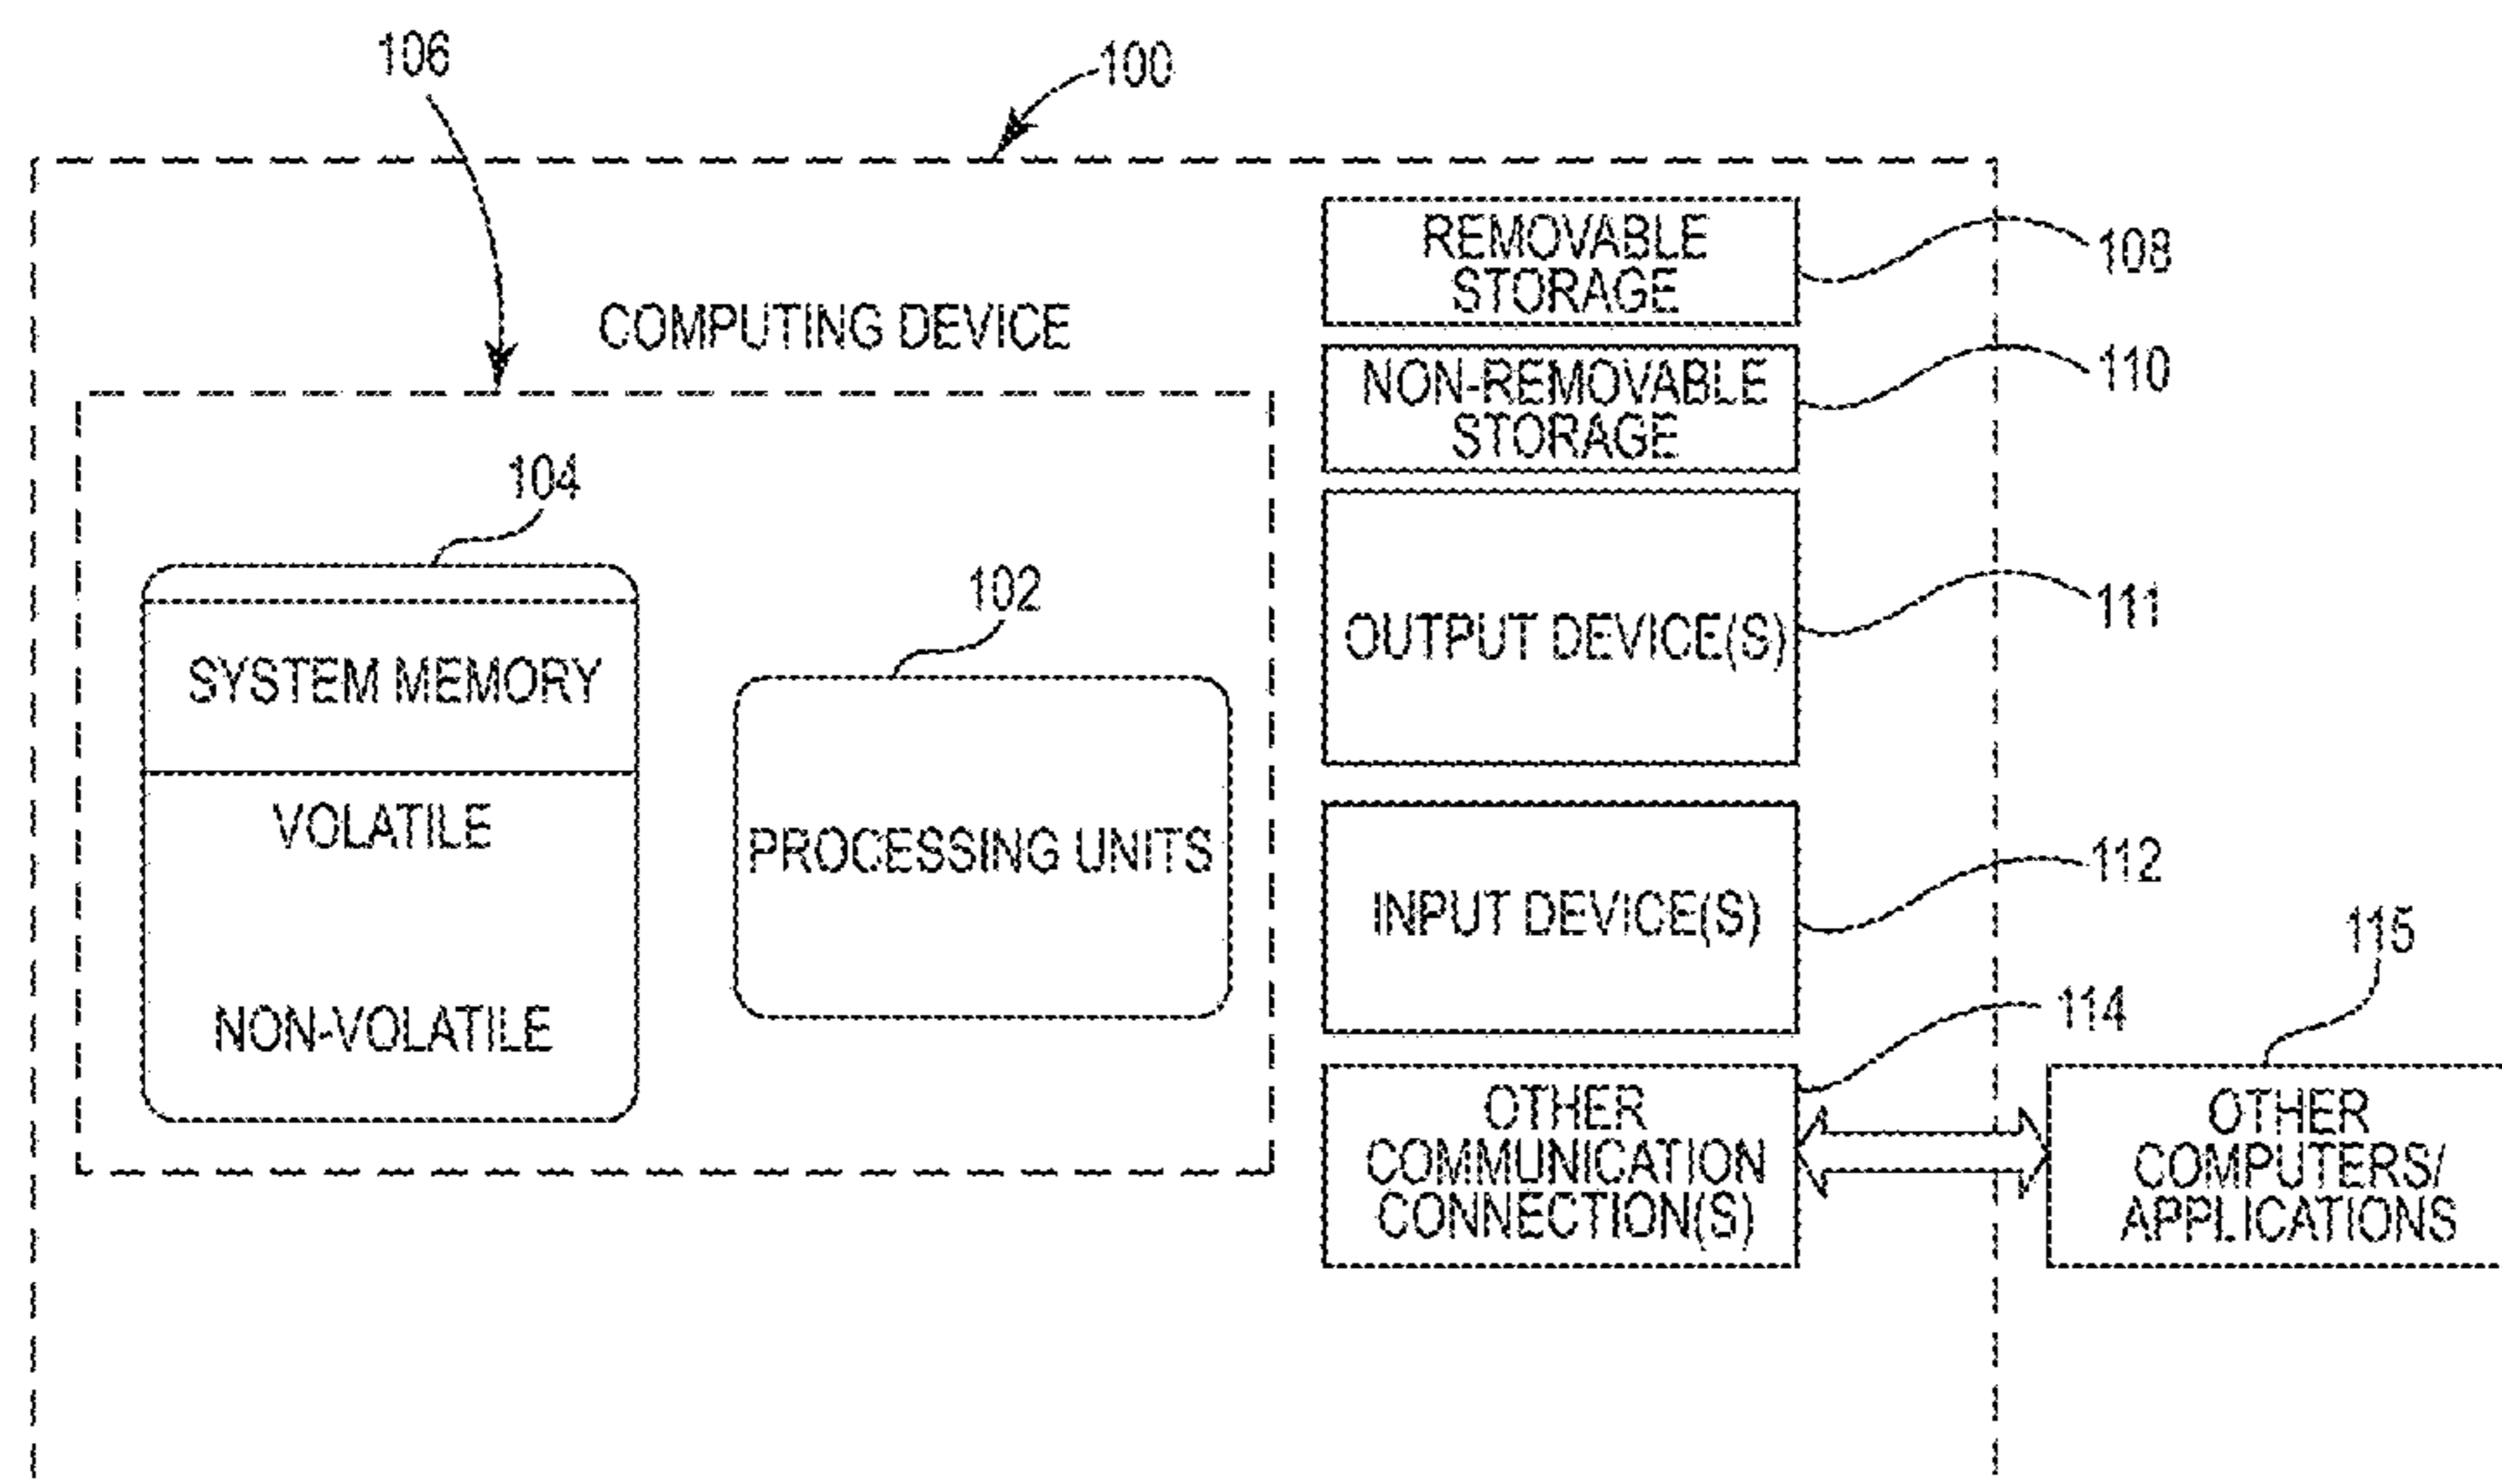 106
100
REMOVABLE
STORAGE
108
COMPUTING DEVICE
NON-REMOVABLE
STORAGE
110
104
102
OUTPUT DEVICE(S)
111
SYSTEM MEMORY
VOLATILE
PROCESSING UNITS
NON-VOLATILE
INPUT DEVICE(S)
112
115
114
OTHER
COMMUNICATION
CONNECTION(S)
OTHER
COMPUTERS/
APPLICATIONS